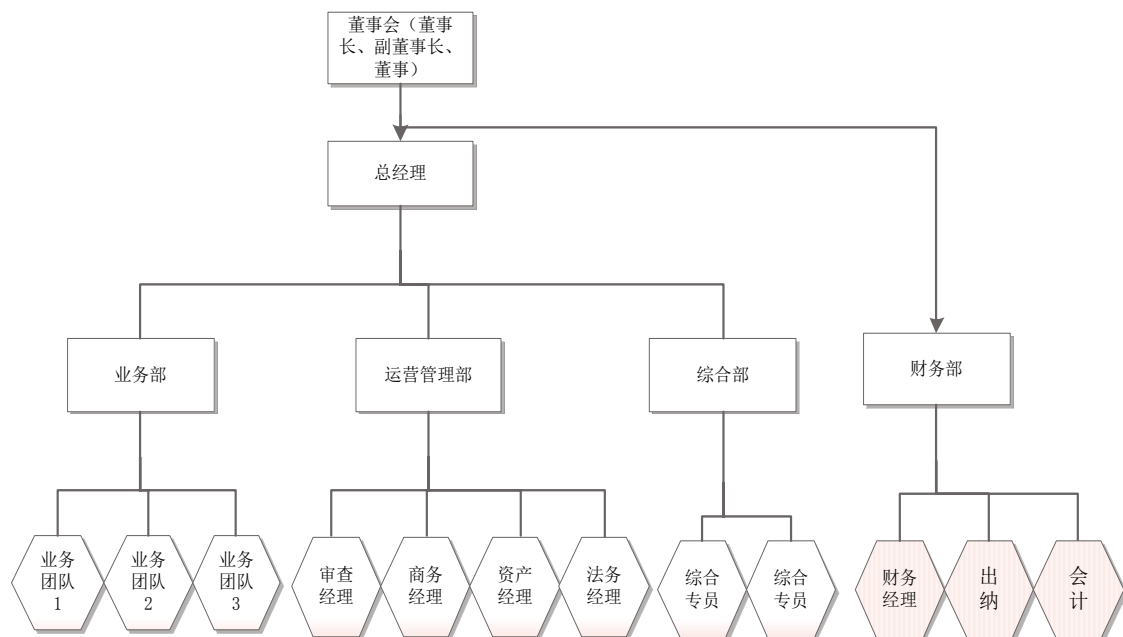 董事会（董事
长、副董事长、
董事）
总经理
业务部
运营管理部
综合部
财务部
业务
团队
1
业务
团队
2
业务
团队
3
审查
经理
商务
经理
资产
经理
法务
经理
综合
专员
综合
专员
财务
经理
出
纳
会
计